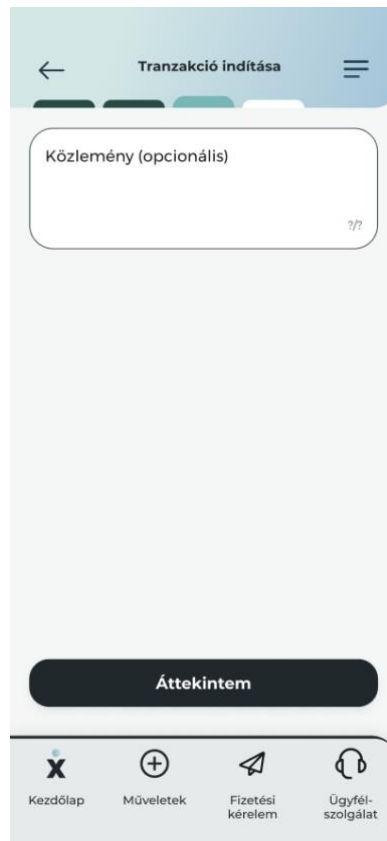 Tranzakció indítása
Közlemény (opcionális)
?/?
Áttekintem
Kezdőlap
Műveletek
Fizetési
kérelem
Ügyfél-
szolgálat